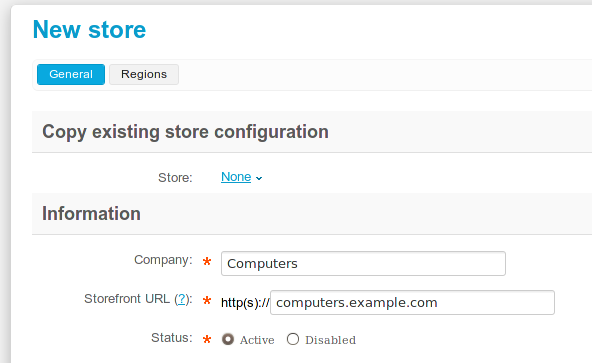 New store
General Regions
Copy existing store configuration
Store: None
Information
Company: * Computers
Storefront URL (?): * http(s):// computers.example.com
Status: * Active Disabled